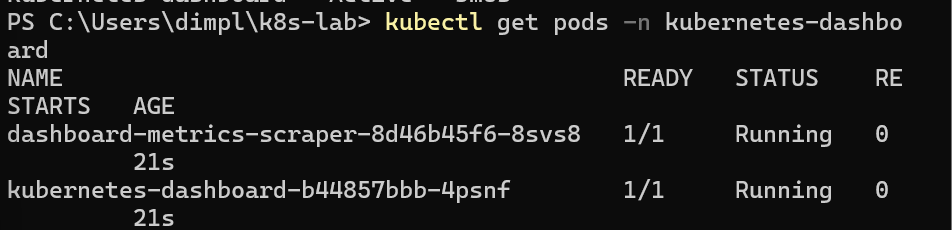 PS C:\Users\dimpl\k8s-lab> kubectl get pods -n kubernetes-dashbo
ard
NAME READY STATUS RE
STARTS AGE
dashboard-metrics-scraper-8d46b45f6-8svs8 1/1 Running 0
21s
kubernetes-dashboard-b44857bbb-4psnf 1/1 Running 0
21s